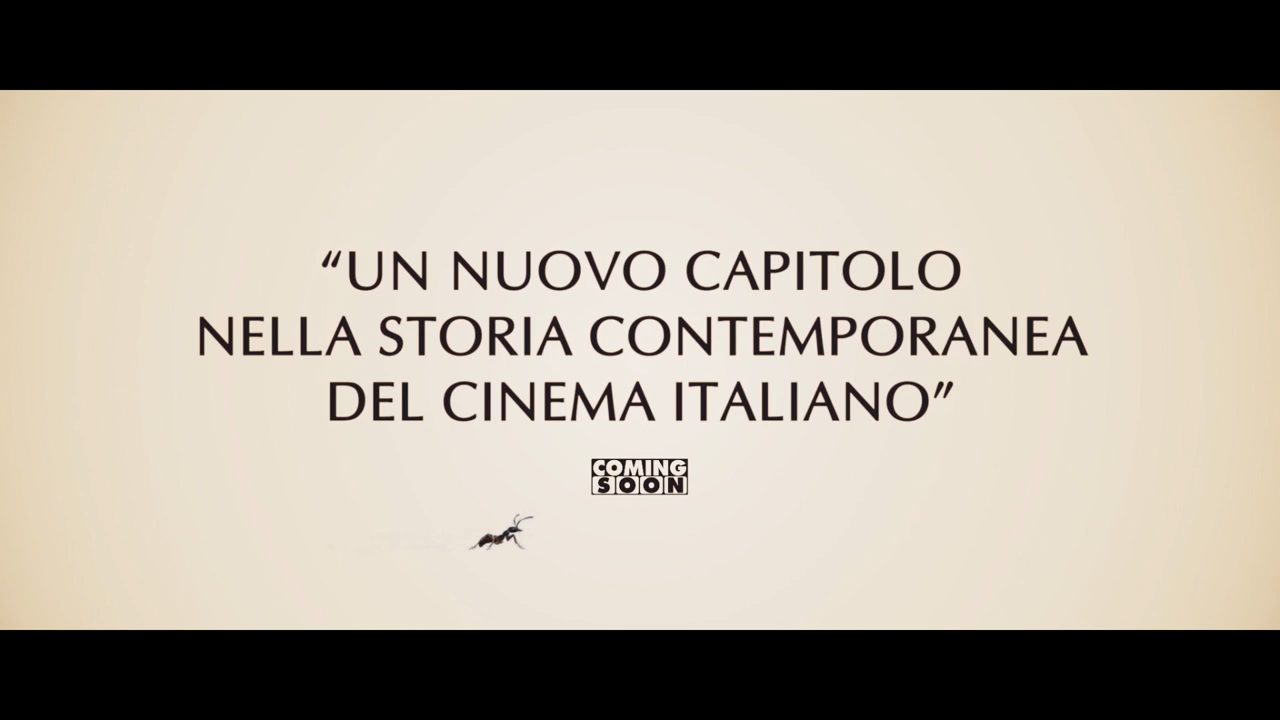 “UN NUOVO CAPITOLO
NELLA STORIA CONTEMPORANEA
DEL CINEMA ITALIANO”
COMING
SOON